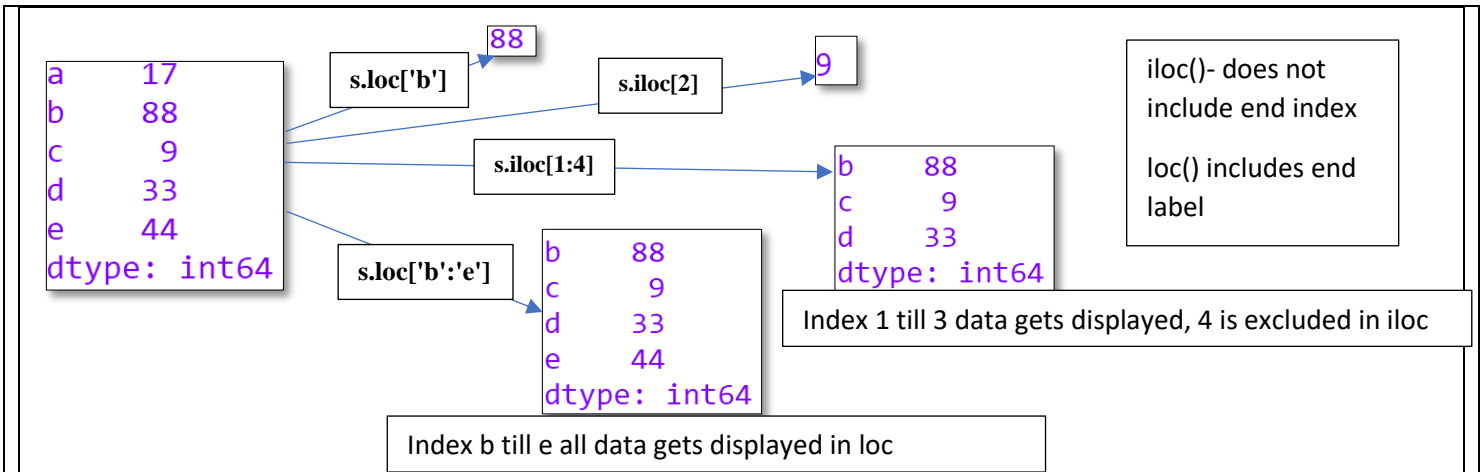 a 17
b 88
c 9
d 33
e 44
dtype: int64
s.loc['b']
88
s.iloc[2]
9
s.iloc[1:4]
b 88
c 9
d 33
dtype: int64
Index 1 till 3 data gets displayed, 4 is excluded in iloc
s.loc['b':'e']
b 88
c 9
d 33
e 44
dtype: int64
Index b till e all data gets displayed in loc
iloc()- does not
include end index
loc() includes end
label